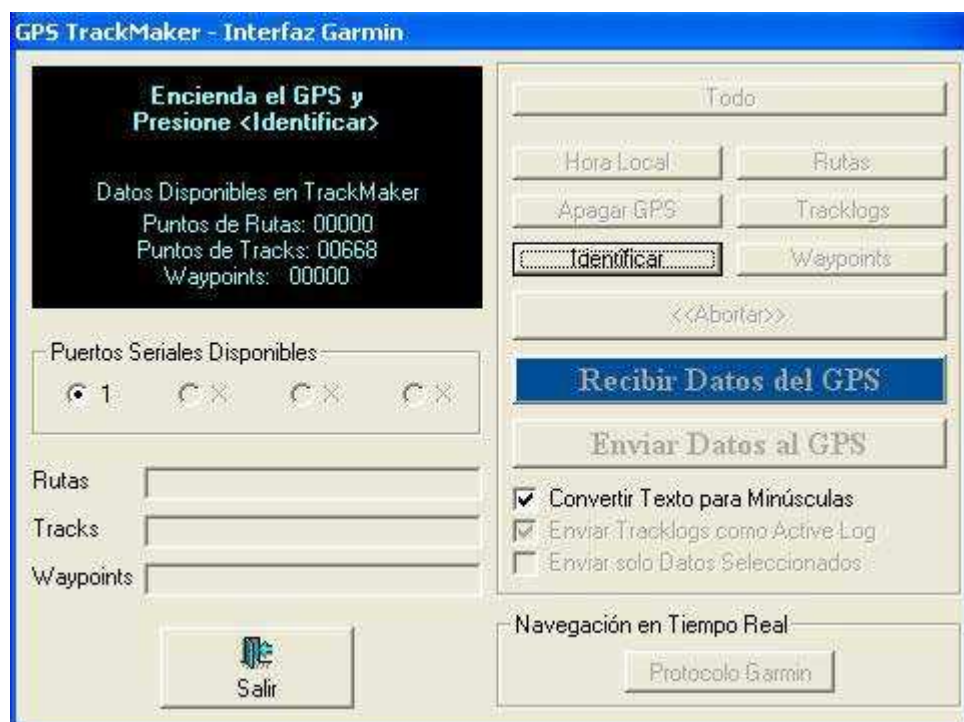 GPS TrackMaker - Interfaz Garmin
Encienda el GPS y
Presione <Identificar>
Datos Disponibles en TrackMaker
Puntos de Rutas: 00000
Puntos de Tracks: 00668
Waypoints: 00000
Puertos Seriales Disponibles
1 X X X
Rutas
Tracks
Waypoints
Salir
Todo
Hora Local Rutas
Apagar GPS Tracklogs
Identificar Waypoints
<<Abortar>>
Recibir Datos del GPS
Enviar Datos al GPS
Convertir Texto para Minúsculas
Enviar Tracklogs como Active Log
Enviar solo Datos Seleccionados
Navegación en Tiempo Real
Protocolo Garmin